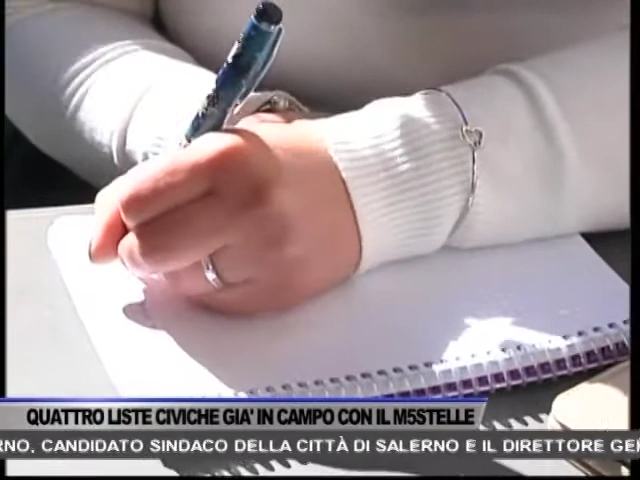 QUATTRO LISTE CIVICHE GIA' IN CAMPO CON IL M5STELLE
CANDIDATO SINDACO DELLA CITTÀ DI SALERNO E IL DIRETTORE